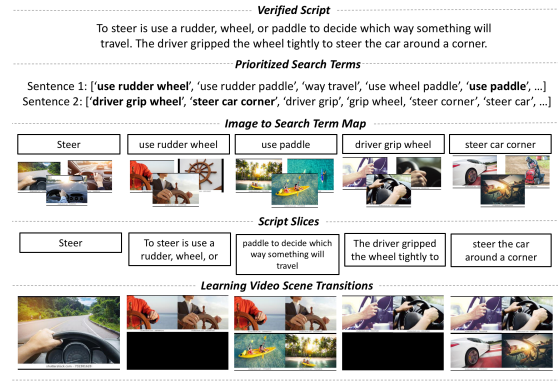 Verified Script
To steer is use a rudder, wheel, or paddle to decide which way something will
travel. The driver gripped the wheel tightly to steer the car around a corner.
Prioritized Search Terms
Sentence 1: ['use rudder wheel', 'use rudder paddle', 'way travel', 'use wheel paddle', 'use paddle', …]
Sentence 2: ['driver grip wheel', 'steer car corner', 'driver grip', 'grip wheel, 'steer corner', 'steer car', …]
Image to Search Term Map
Steer
use rudder wheel
use paddle
driver grip wheel
steer car corner
Script Slices
Steer
To steer is use a
rudder, wheel, or
paddle to decide which
way something will
travel
The driver gripped
the wheel tightly to
steer the car
around a corner
Learning Video Scene Transitions